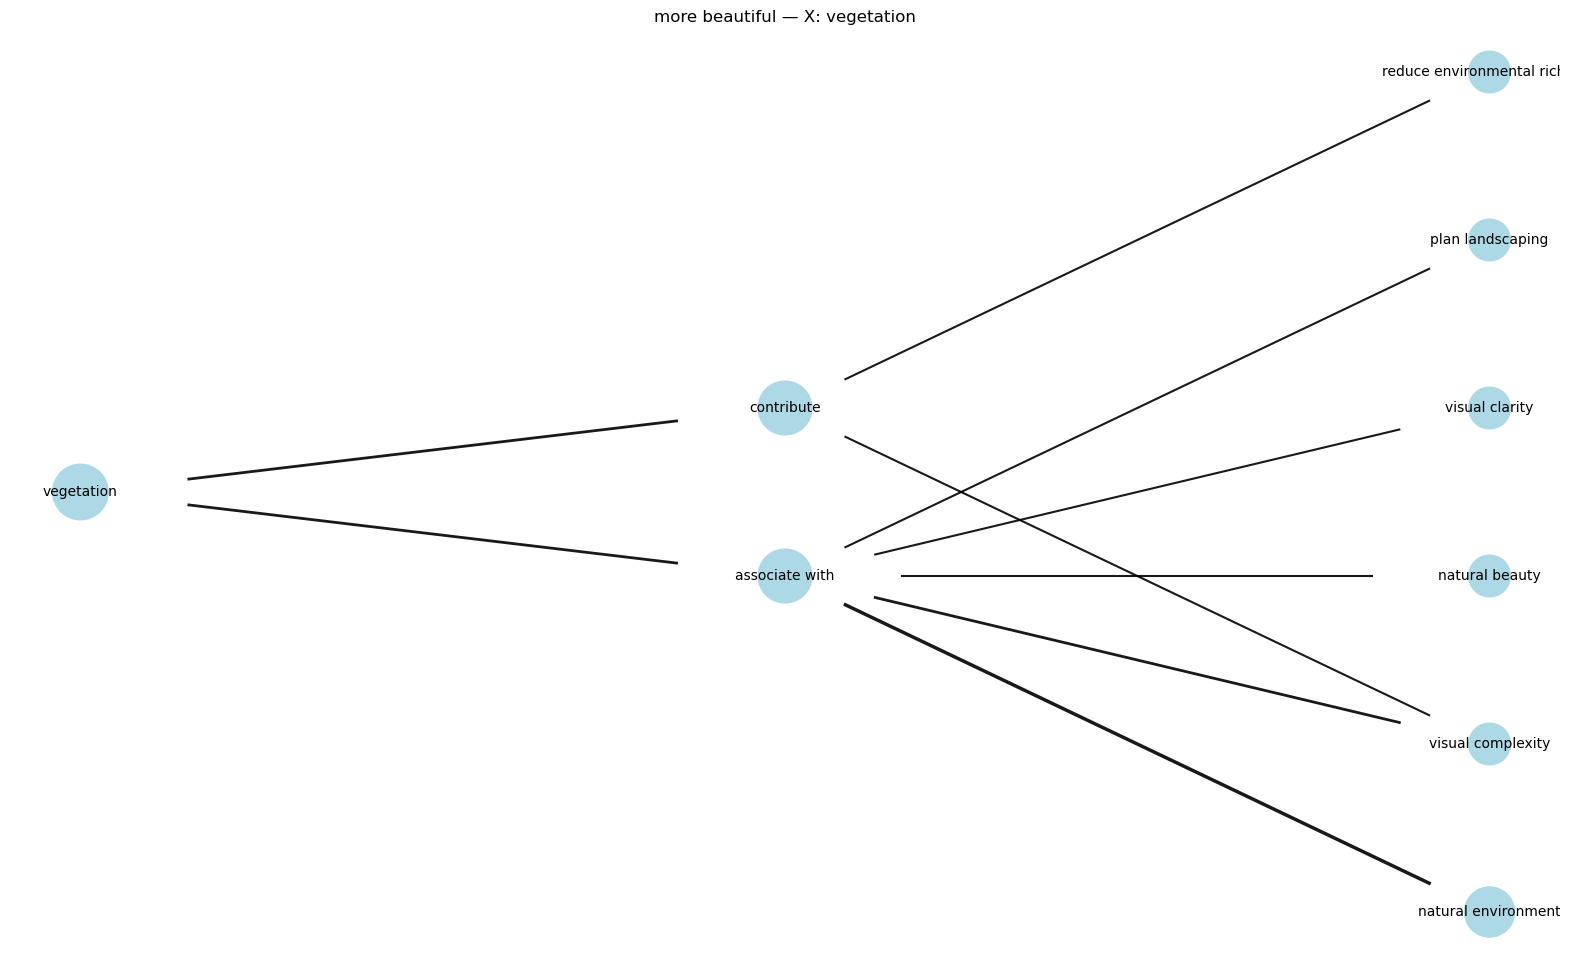 more beautiful — X: vegetation
reduce environmental
plan landscaping
contribute
visual clarity
vegetation
associate with
natural beauty
visual complexity
natural environment